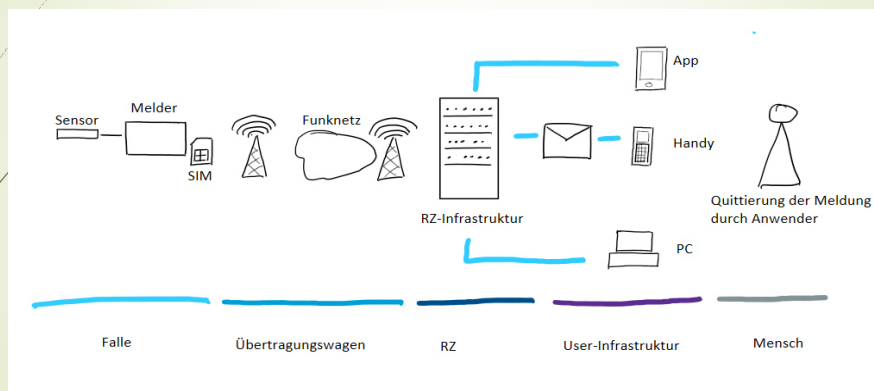 App
Melder
Sensor
Funknetz
Handy
SIM
Quittierung der Meldung
durch Anwender
RZ-Infrastruktur
PC
Falle
Übertragungswagen
RZ
User-Infrastruktur
Mensch